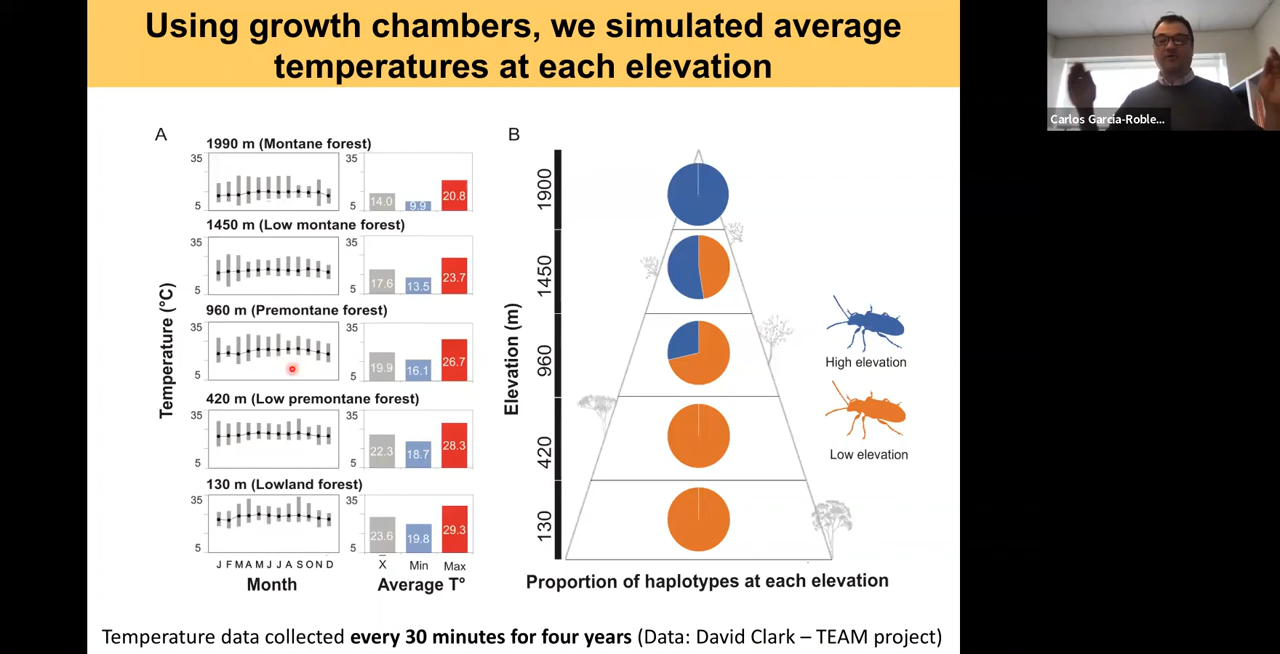 Using growth chambers, we simulated average
temperatures at each elevation
Carlos Garcia-Roble...
A
B
Temperature (°C)
1990 m (Montane forest)
35
5
35
5
14.0
9.9
20.8
1450 m (Low montane forest)
35
5
35
5
17.6
13.5
23.7
960 m (Premontane forest)
35
5
35
5
19.9
16.1
26.7
420 m (Low premontane forest)
35
5
35
5
22.3
18.7
28.3
130 m (Lowland forest)
35
5
35
5
23.6
19.8
29.3
J F M A M J J A S O N D
X̅ Min Max
Month
Average T°
Elevation (m)
1900
1450
960
420
130
High elevation
Low elevation
Proportion of haplotypes at each elevation
Temperature data collected every 30 minutes for four years (Data: David Clark – TEAM project)